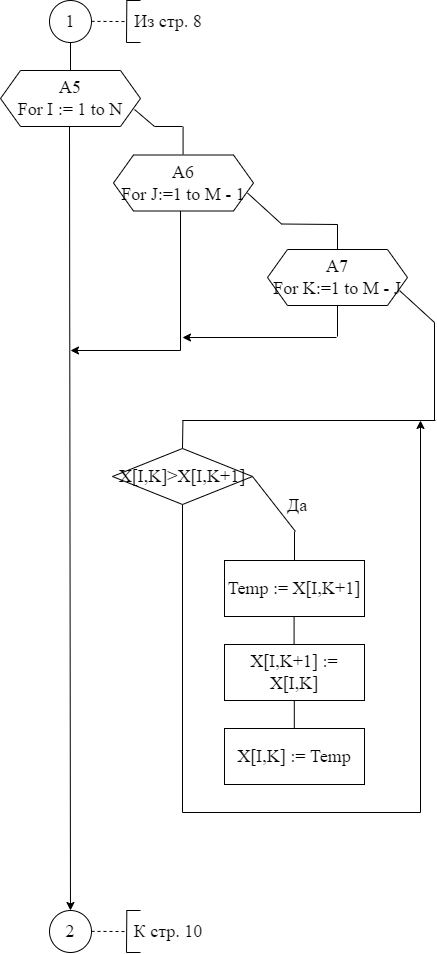 1
Из стр. 8
A5
For I := 1 to N
A6
For J:=1 to M - 1
A7
For K:=1 to M - J
X[I,K]>X[I,K+1]
Да
Temp := X[I,K+1]
X[I,K+1] :=
X[I,K]
X[I,K] := Temp
2
К стр. 10